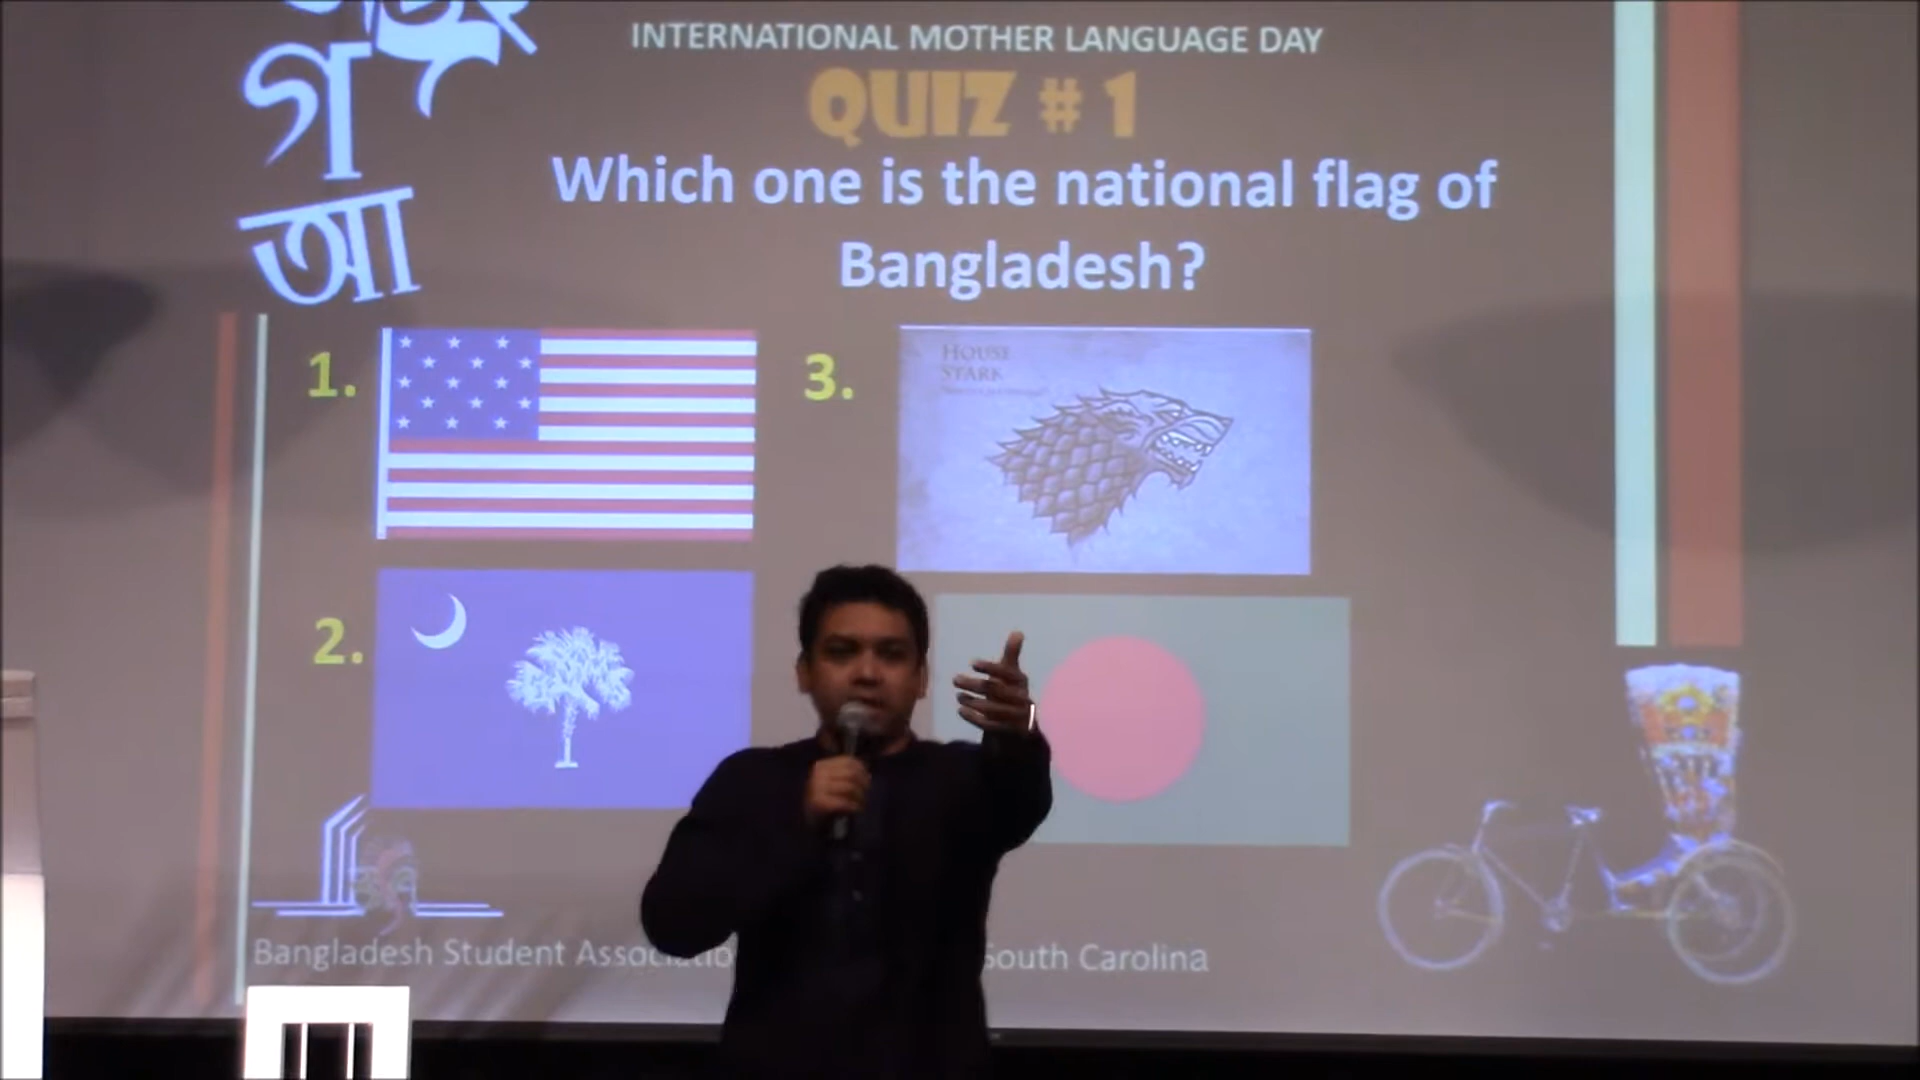 গ
আ
INTERNATIONAL MOTHER LANGUAGE DAY
QUIZ # 1
Which one is the national flag of
Bangladesh?
1.
3.
HOUSE
STARK
2.
Bangladesh Student Associatio South Carolina